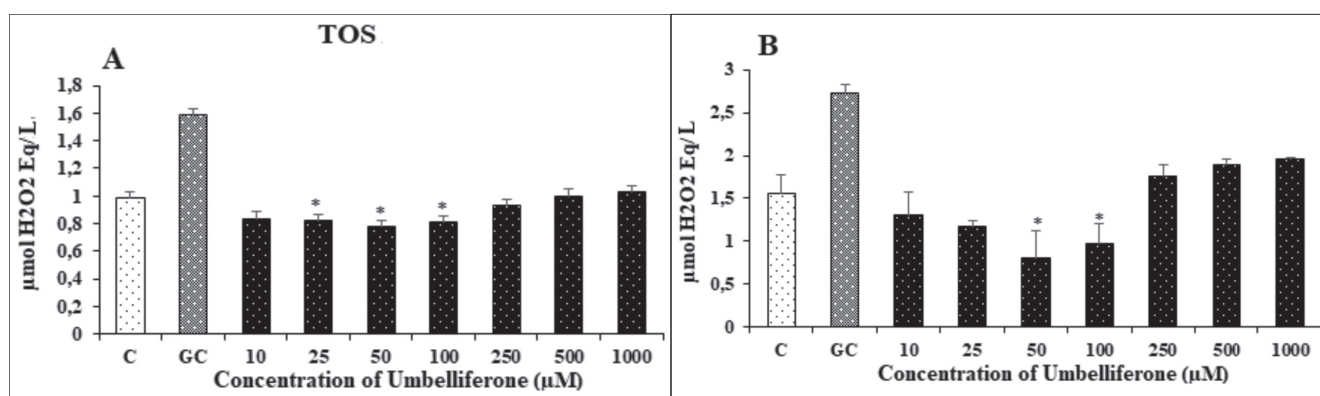 TOS
A
µmol H2O2 Eq/ L
1,8
1,6
1,4
1,2
1
0,8
0,6
0,4
0,2
0
* * *
C GC 10 25 50 100 250 500 1000
Concentration of Umbelliferone (µM)
B
µmol H2O2 Eq/ L
3
2,5
2
1,5
1
0,5
0
* *
C GC 10 25 50 100 250 500 1000
Concentration of Umbelliferone (µM)